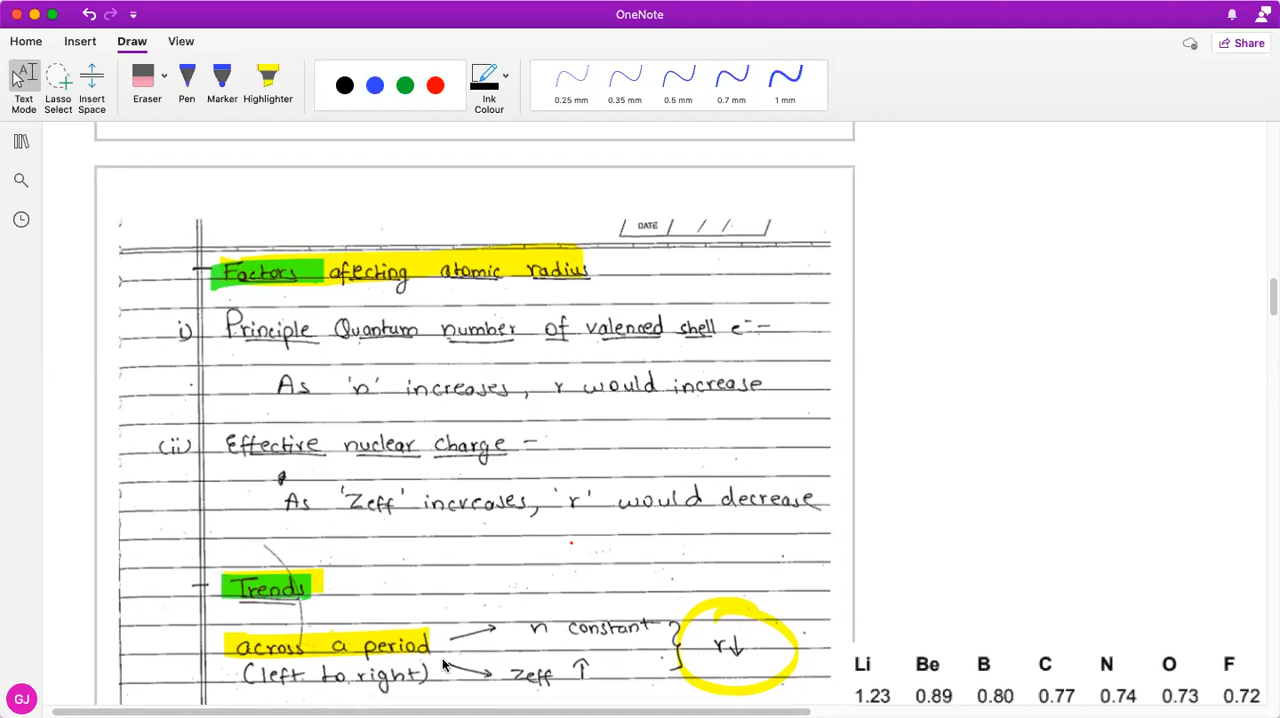 OneNote
Home Insert Draw View
Share
Text Mode
Lasso Select
Insert Space
Eraser
Pen
Marker
Highlighter
Ink Colour
0.25 mm 0.35 mm 0.5 mm 0.7 mm 1 mm
DATE / / /
Factors afecting atomic radius
i) Principle Quantum number of valenced shell e⁻ –
As 'n' increases, r would increase
(ii) Effective nuclear charge –
As 'Zeff' increases, 'r' would decrease
Trends
across a period → n constant
(left to right) → Zeff ↑
} r↓
Li Be B C N O F
1.23 0.89 0.80 0.77 0.74 0.73 0.72
GJ